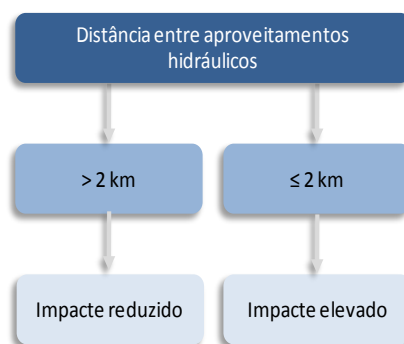 Distância entre aproveitamentos
hidráulicos
> 2 km
≤ 2 km
Impacte reduzido
Impacte elevado